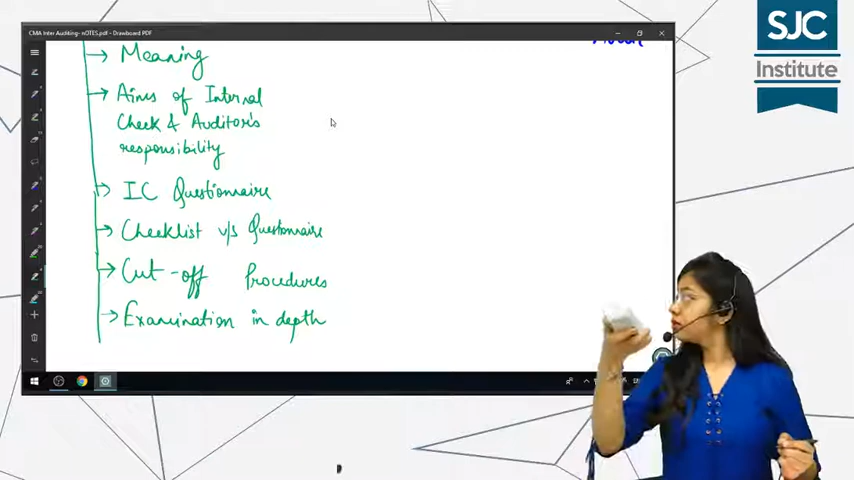 CMA Inter Auditing- nOTES.pdf - Drawboard PDF
SJC
Institute
→ Meaning
→ Aims of Internal
Check & Auditor's
responsibility
→ IC Questionnaire
→ Checklist v/s Questionnaire
→ Cut-off Procedures
→ Examination in depth